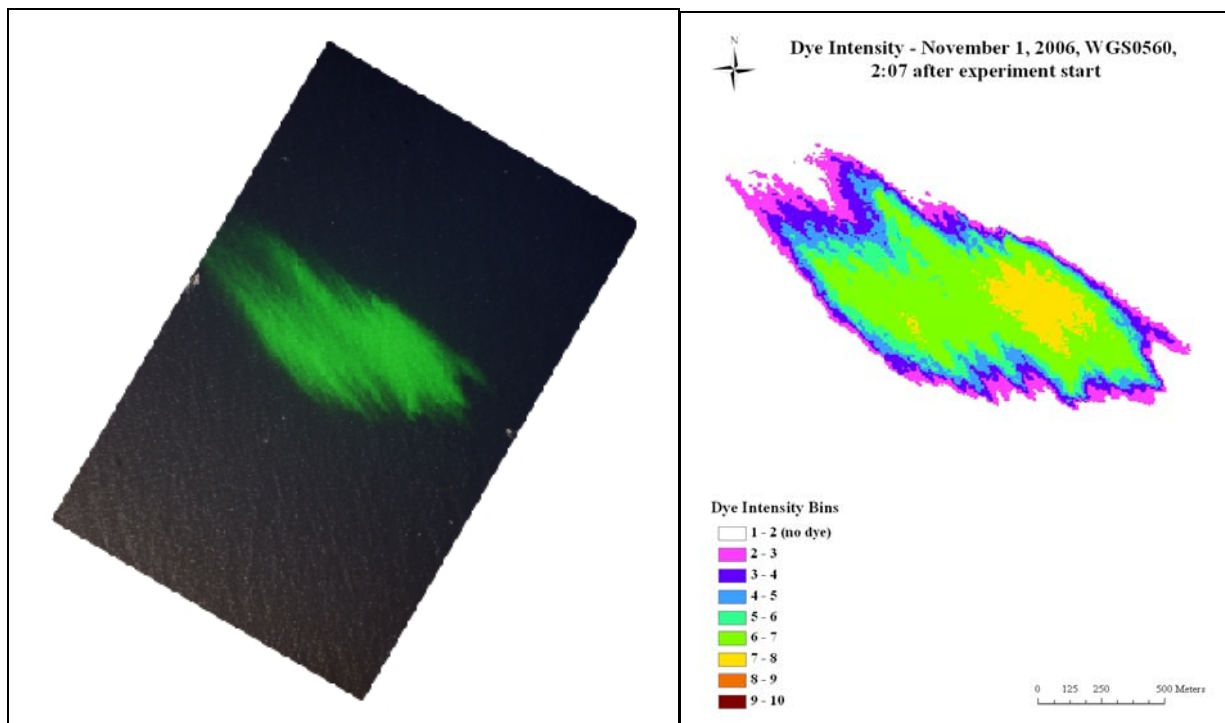 N
Dye Intensity - November 1, 2006, WGS0560,
2:07 after experiment start
Dye Intensity Bins
1 - 2 (no dye)
2 - 3
3 - 4
4 - 5
5 - 6
6 - 7
7 - 8
8 - 9
9 - 10
0 125 250 500 Meters